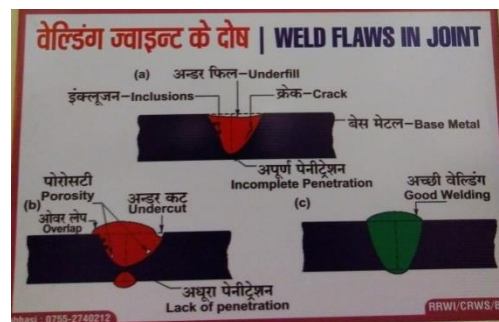 वेल्डिंग ज्वाइन्ट के दोष | WELD FLAWS IN JOINT
(a) अन्डर फिल-Underfill
इंक्लूजन-Inclusions
क्रेक-Crack
बेस मेटल-Base Metal
अपूर्ण पेनीट्रेशन
Incomplete Penetration
पोरोसटी
Porosity
अन्डर कट
Undercut
(b)
ओवर लेप
Overlap
अधूरा पेनीट्रेशन
Lack of penetration
(c)
अच्छी वेल्डिंग
Good Welding
: 0755-2740212
RRWI/CRWS/